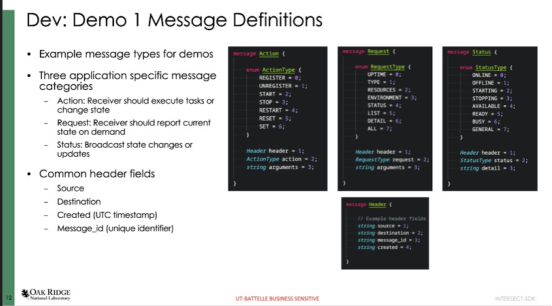 Dev: Demo 1 Message Definitions
• Example message types for demos
• Three application specific message
categories
– Action: Receiver should execute tasks or
change state
– Request: Receiver should report current
state on demand
– Status: Broadcast state changes or
updates
• Common header fields
– Source
– Destination
– Created (UTC timestamp)
– Message_id (unique identifier)
message Action {
enum ActionType {
REGISTER = 0;
UNREGISTER = 1;
START = 2;
STOP = 3;
RESTART = 4;
RESET = 5;
SET = 6;
}
Header header = 1;
ActionType action = 2;
string arguments = 3;
}
message Request {
enum RequestType {
UPTIME = 0;
TYPE = 1;
RESOURCES = 2;
ENVIRONMENT = 3;
STATUS = 4;
LIST = 5;
DETAIL = 6;
ALL = 7;
}
Header header = 1;
RequestType request = 2;
string arguments = 3;
}
message Status {
enum StatusType {
ONLINE = 0;
OFFLINE = 1;
STARTING = 2;
STOPPING = 3;
AVAILABLE = 4;
READY = 5;
BUSY = 6;
GENERAL = 7;
}
Header header = 1;
StatusType status = 2;
string detail = 3;
}
message Header {
// Example header fields
string source = 1;
string destination = 2;
string message_id = 3;
string created = 4;
}
12
OAK RIDGE
National Laboratory
UT-BATTELLE BUSINESS SENSITIVE
INTERSECT-SDK